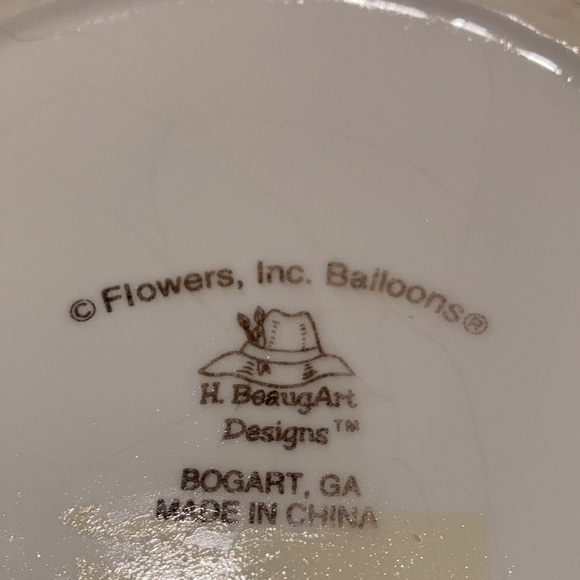 © Flowers, Inc. Balloons®
H. BeaugArt
Designs™
BOGART, GA
MADE IN CHINA